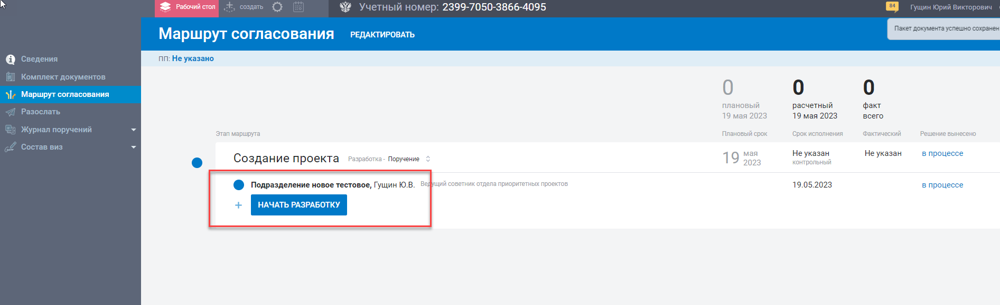 Рабочий стол
создать
Учетный номер: 2399-7050-3866-4095
84
Гущин Юрий Викторович
Маршрут согласования
РЕДАКТИРОВАТЬ
Пакет документа успешно сохранен
ПП: Не указано
Сведения
Комплект документов
Маршрут согласования
Разослать
Журнал поручений
Состав виз
0
плановый
19 мая 2023
0
расчетный
19 мая 2023
0
факт
всего
Этап маршрута
Плановый срок
Срок исполнения
Фактический
Решение вынесено
Создание проекта
Разработка - Поручение
19 мая
2023
Не указан
контрольный
Не указан
в процессе
Подразделение новое тестовое, Гущин Ю.В.
Ведущий советник отдела приоритетных проектов
19.05.2023
в процессе
+
НАЧАТЬ РАЗРАБОТКУ